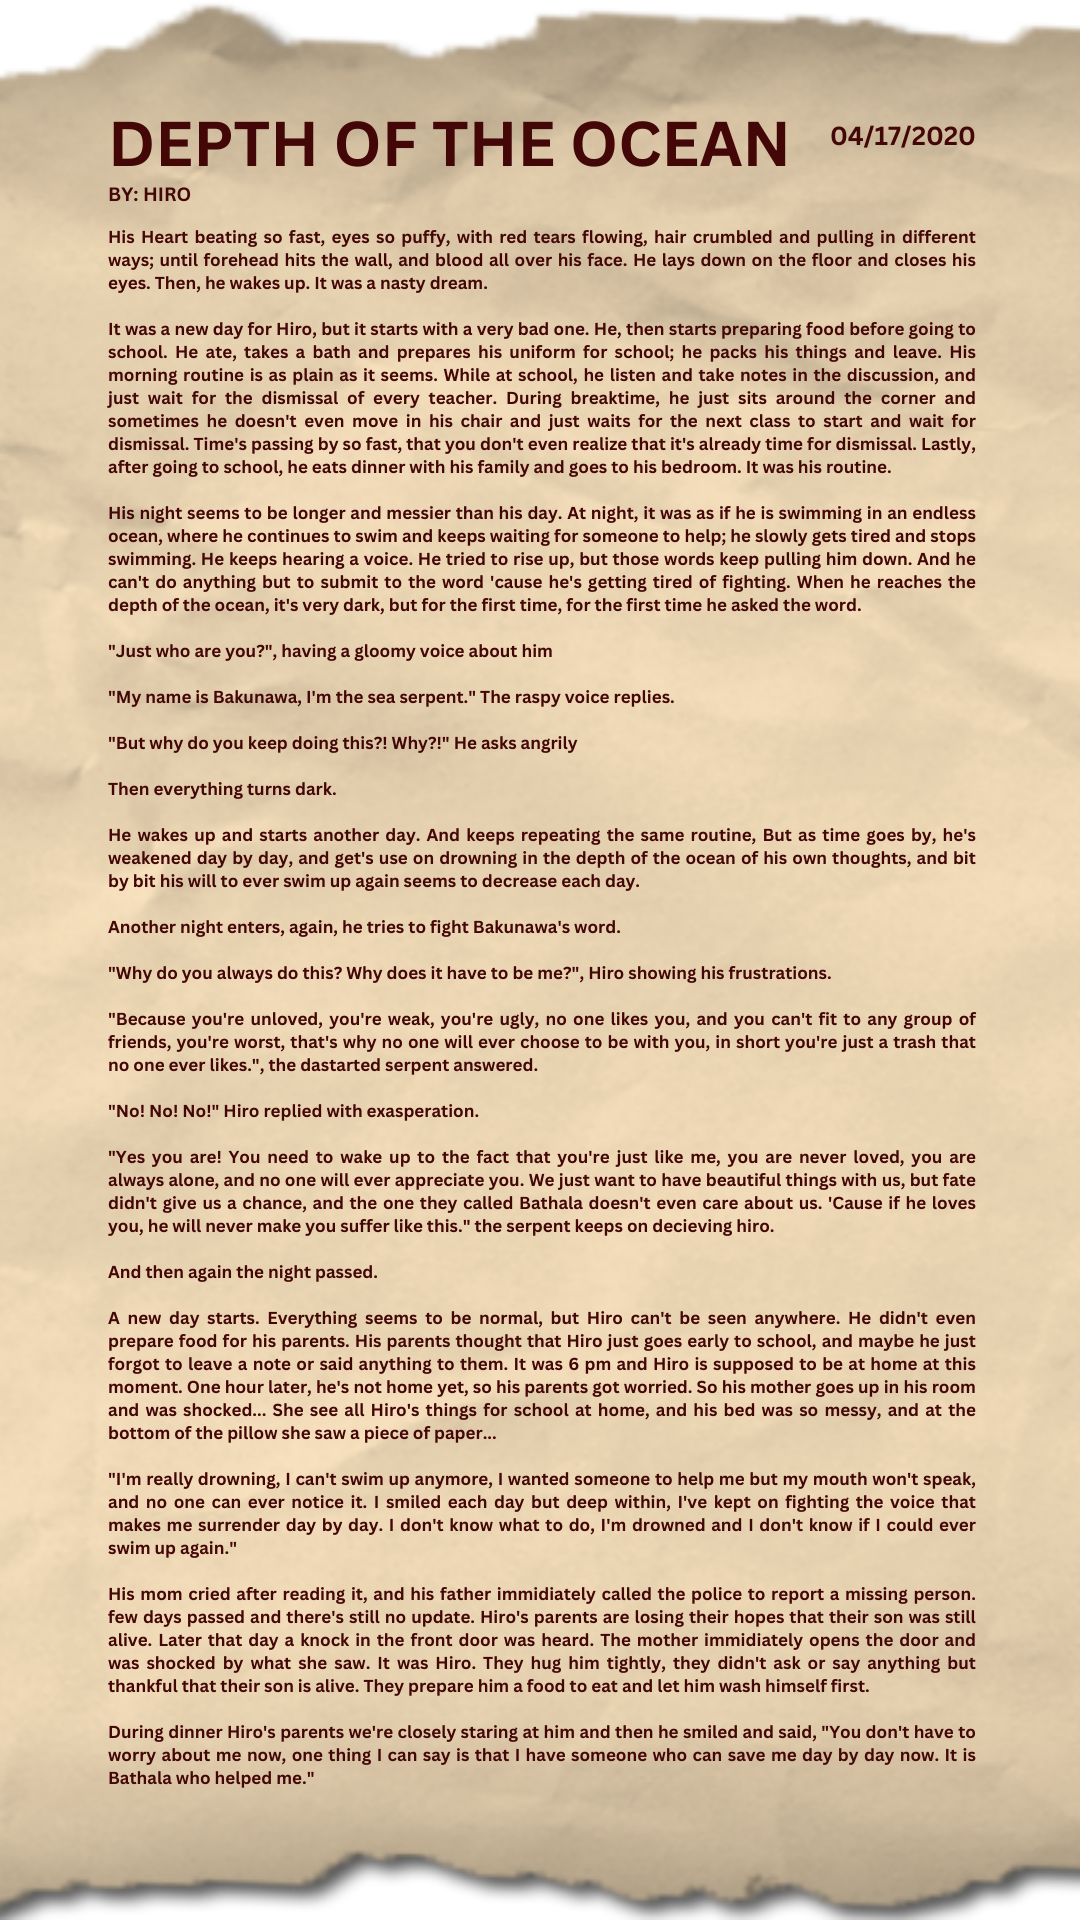 DEPTH OF THE OCEAN
04/17/2020
BY: HIRO
His Heart beating so fast, eyes so puffy, with red tears flowing, hair crumbled and pulling in different
ways; until forehead hits the wall, and blood all over his face. He lays down on the floor and closes his
eyes. Then, he wakes up. It was a nasty dream.
It was a new day for Hiro, but it starts with a very bad one. He, then starts preparing food before going to
school. He ate, takes a bath and prepares his uniform for school; he packs his things and leave. His
morning routine is as plain as it seems. While at school, he listen and take notes in the discussion, and
just wait for the dismissal of every teacher. During breaktime, he just sits around the corner and
sometimes he doesn't even move in his chair and just waits for the next class to start and wait for
dismissal. Time's passing by so fast, that you don't even realize that it's already time for dismissal. Lastly,
after going to school, he eats dinner with his family and goes to his bedroom. It was his routine.
His night seems to be longer and messier than his day. At night, it was as if he is swimming in an endless
ocean, where he continues to swim and keeps waiting for someone to help; he slowly gets tired and stops
swimming. He keeps hearing a voice. He tried to rise up, but those words keep pulling him down. And he
can't do anything but to submit to the word 'cause he's getting tired of fighting. When he reaches the
depth of the ocean, it's very dark, but for the first time, for the first time he asked the word.
"Just who are you?", having a gloomy voice about him
"My name is Bakunawa, I'm the sea serpent." The raspy voice replies.
"But why do you keep doing this?! Why?!" He asks angrily
Then everything turns dark.
He wakes up and starts another day. And keeps repeating the same routine, But as time goes by, he's
weakened day by day, and get's use on drowning in the depth of the ocean of his own thoughts, and bit
by bit his will to ever swim up again seems to decrease each day.
Another night enters, again, he tries to fight Bakunawa's word.
"Why do you always do this? Why does it have to be me?", Hiro showing his frustrations.
"Because you're unloved, you're weak, you're ugly, no one likes you, and you can't fit to any group of
friends, you're worst, that's why no one will ever choose to be with you, in short you're just a trash that
no one ever likes.", the dastarted serpent answered.
"No! No! No!" Hiro replied with exasperation.
"Yes you are! You need to wake up to the fact that you're just like me, you are never loved, you are
always alone, and no one will ever appreciate you. We just want to have beautiful things with us, but fate
didn't give us a chance, and the one they called Bathala doesn't even care about us. 'Cause if he loves
you, he will never make you suffer like this." the serpent keeps on decieving hiro.
And then again the night passed.
A new day starts. Everything seems to be normal, but Hiro can't be seen anywhere. He didn't even
prepare food for his parents. His parents thought that Hiro just goes early to school, and maybe he just
forgot to leave a note or said anything to them. It was 6 pm and Hiro is supposed to be at home at this
moment. One hour later, he's not home yet, so his parents got worried. So his mother goes up in his room
and was shocked... She see all Hiro's things for school at home, and his bed was so messy, and at the
bottom of the pillow she saw a piece of paper...
"I'm really drowning, I can't swim up anymore, I wanted someone to help me but my mouth won't speak,
and no one can ever notice it. I smiled each day but deep within, I've kept on fighting the voice that
makes me surrender day by day. I don't know what to do, I'm drowned and I don't know if I could ever
swim up again."
His mom cried after reading it, and his father immidiately called the police to report a missing person.
few days passed and there's still no update. Hiro's parents are losing their hopes that their son was still
alive. Later that day a knock in the front door was heard. The mother immidiately opens the door and
was shocked by what she saw. It was Hiro. They hug him tightly, they didn't ask or say anything but
thankful that their son is alive. They prepare him a food to eat and let him wash himself first.
During dinner Hiro's parents we're closely staring at him and then he smiled and said, "You don't have to
worry about me now, one thing I can say is that I have someone who can save me day by day now. It is
Bathala who helped me."